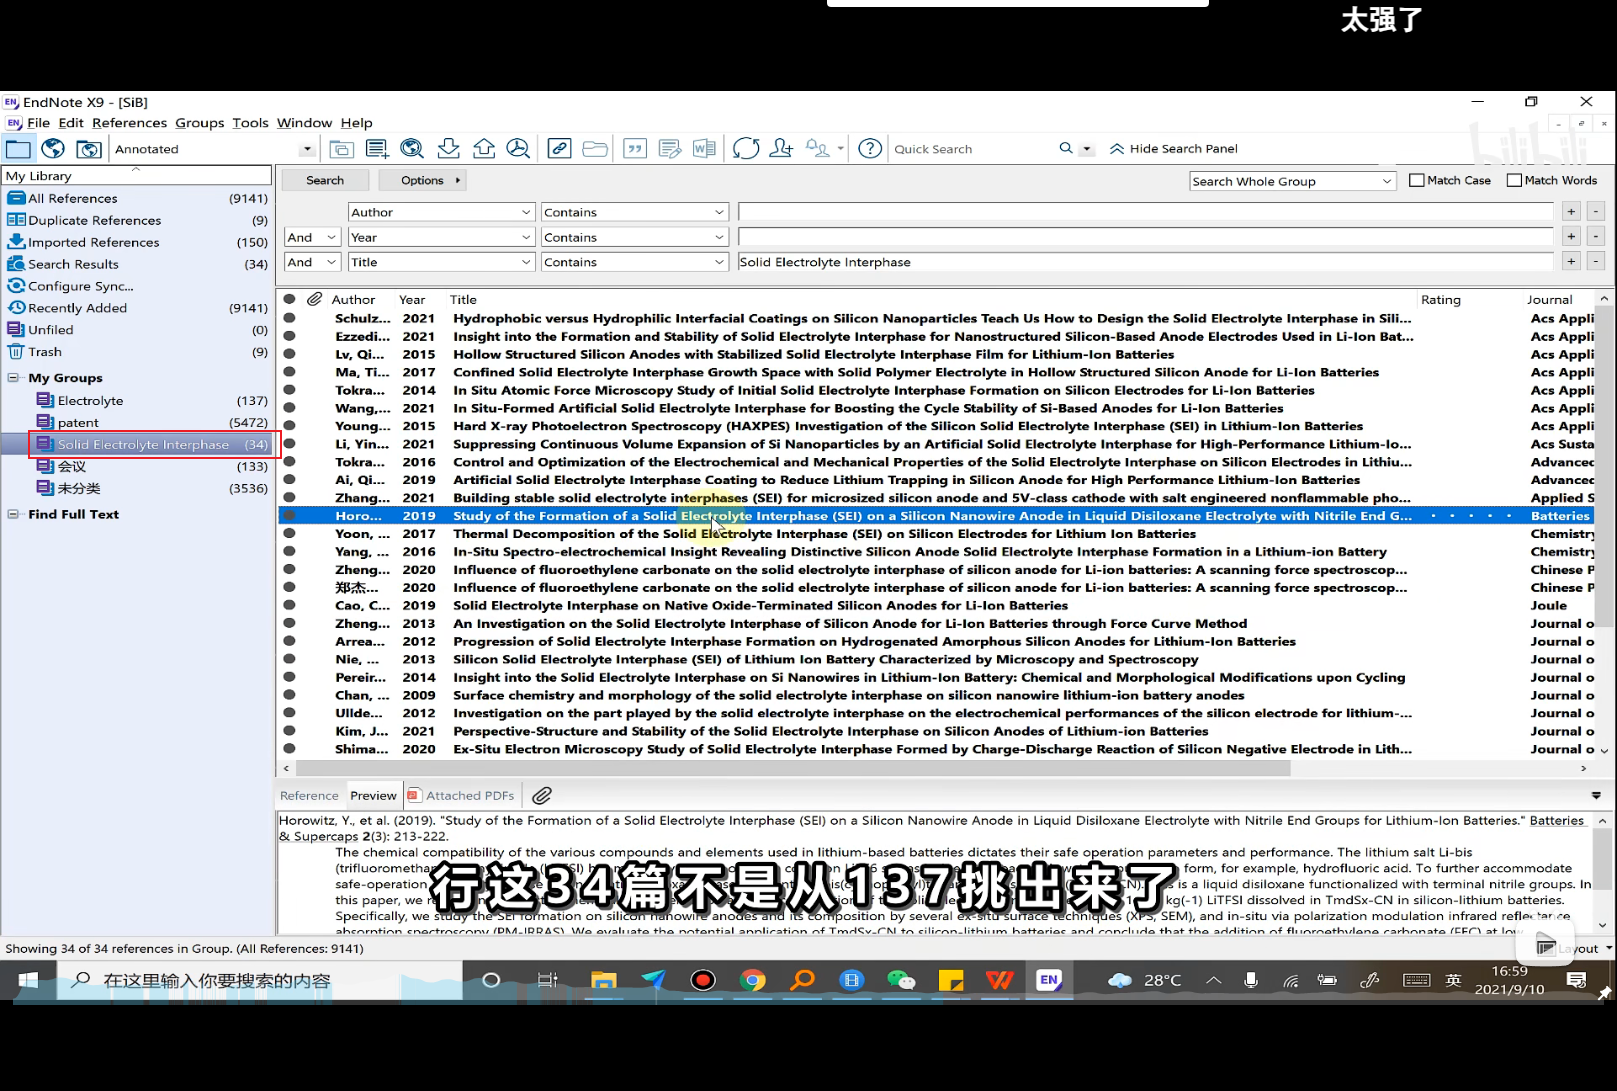 太强了
EndNote X9 - [SiB]
File Edit References Groups Tools Window Help
Annotated
Quick Search
Hide Search Panel
bilibili
My Library
All References (9141)
Duplicate References (9)
Imported References (150)
Search Results (34)
Configure Sync...
Recently Added (9141)
Unfiled (0)
Trash (9)
My Groups
Electrolyte (137)
patent (5472)
Solid Electrolyte Interphase (34)
会议 (133)
未分类 (3536)
Find Full Text
Search Options Search Whole Group Match Case Match Words
Author Contains + -
And Year Contains + -
And Title Contains Solid Electrolyte Interphase + -
Author Year Title Rating Journal
Schulz... 2021 Hydrophobic versus Hydrophilic Interfacial Coatings on Silicon Nanoparticles Teach Us How to Design the Solid Electrolyte Interphase in Sili... Acs Appli
Ezzedi... 2021 Insight into the Formation and Stability of Solid Electrolyte Interphase for Nanostructured Silicon-Based Anode Electrodes Used in Li-Ion Bat... Acs Appli
Lv, Qi... 2015 Hollow Structured Silicon Anodes with Stabilized Solid Electrolyte Interphase Film for Lithium-Ion Batteries Acs Appli
Ma, Ti... 2017 Confined Solid Electrolyte Interphase Growth Space with Solid Polymer Electrolyte in Hollow Structured Silicon Anode for Li-Ion Batteries Acs Appli
Tokra... 2014 In Situ Atomic Force Microscopy Study of Initial Solid Electrolyte Interphase Formation on Silicon Electrodes for Li-Ion Batteries Acs Appli
Wang,... 2021 In Situ-Formed Artificial Solid Electrolyte Interphase for Boosting the Cycle Stability of Si-Based Anodes for Li-Ion Batteries Acs Appli
Young... 2015 Hard X-ray Photoelectron Spectroscopy (HAXPES) Investigation of the Silicon Solid Electrolyte Interphase (SEI) in Lithium-Ion Batteries Acs Appli
Li, Yin... 2021 Suppressing Continuous Volume Expansion of Si Nanoparticles by an Artificial Solid Electrolyte Interphase for High-Performance Lithium-Io... Acs Susta
Tokra... 2016 Control and Optimization of the Electrochemical and Mechanical Properties of the Solid Electrolyte Interphase on Silicon Electrodes in Lithiu... Advanced
Ai, Qi... 2019 Artificial Solid Electrolyte Interphase Coating to Reduce Lithium Trapping in Silicon Anode for High Performance Lithium-Ion Batteries Advanced
Zhang... 2021 Building stable solid electrolyte interphases (SEI) for microsized silicon anode and 5V-class cathode with salt engineered nonflammable pho... Applied S
Horo... 2019 Study of the Formation of a Solid Electrolyte Interphase (SEI) on a Silicon Nanowire Anode in Liquid Disiloxane Electrolyte with Nitrile End G... Batteries
Yoon, ... 2017 Thermal Decomposition of the Solid Electrolyte Interphase (SEI) on Silicon Electrodes for Lithium Ion Batteries Chemistry
Yang, ... 2016 In-Situ Spectro-electrochemical Insight Revealing Distinctive Silicon Anode Solid Electrolyte Interphase Formation in a Lithium-ion Battery Chemistry
Zheng... 2020 Influence of fluoroethylene carbonate on the solid electrolyte interphase of silicon anode for Li-ion batteries: A scanning force spectroscop... Chinese P
郑杰... 2020 Influence of fluoroethylene carbonate on the solid electrolyte interphase of silicon anode for Li-ion batteries: A scanning force spectroscop... Chinese P
Cao, C... 2019 Solid Electrolyte Interphase on Native Oxide-Terminated Silicon Anodes for Li-Ion Batteries Joule
Zheng... 2013 An Investigation on the Solid Electrolyte Interphase of Silicon Anode for Li-Ion Batteries through Force Curve Method Journal o
Arrea... 2012 Progression of Solid Electrolyte Interphase Formation on Hydrogenated Amorphous Silicon Anodes for Lithium-Ion Batteries Journal o
Nie, ... 2013 Silicon Solid Electrolyte Interphase (SEI) of Lithium Ion Battery Characterized by Microscopy and Spectroscopy Journal o
Pereir... 2014 Insight into the Solid Electrolyte Interphase on Si Nanowires in Lithium-Ion Battery: Chemical and Morphological Modifications upon Cycling Journal o
Chan, ... 2009 Surface chemistry and morphology of the solid electrolyte interphase on silicon nanowire lithium-ion battery anodes Journal o
Ullde... 2012 Investigation on the part played by the solid electrolyte interphase on the electrochemical performances of the silicon electrode for lithium-... Journal o
Kim, J... 2021 Perspective-Structure and Stability of the Solid Electrolyte Interphase on Silicon Anodes of Lithium-ion Batteries Journal o
Shima... 2020 Ex-Situ Electron Microscopy Study of Solid Electrolyte Interphase Formed by Charge-Discharge Reaction of Silicon Negative Electrode in Lith... Journal o
Reference Preview Attached PDFs
Horowitz, Y., et al. (2019). "Study of the Formation of a Solid Electrolyte Interphase (SEI) on a Silicon Nanowire Anode in Liquid Disiloxane Electrolyte with Nitrile End Groups for Lithium-Ion Batteries." Batteries
& Supercaps 2(3): 213-222.
The chemical compatibility of the various compounds and elements used in lithium-based batteries dictates their safe operation parameters and performance. The lithium salt Li-bis
(trifluoromethan form, for example, hydrofluoric acid. To further accommodate
safe-operation is a liquid disiloxane functionalized with terminal nitrile groups. In
this paper, we re kg(-1) LiTFSI dissolved in TmdSx-CN in silicon-lithium batteries.
Specifically, we study the SEI formation on silicon nanowire anodes and its composition by several ex-situ surface techniques (XPS, SEM), and in-situ via polarization modulation infrared reflectance
absorption spectroscopy (PM-IRRAS). We evaluate the potential application of TmdSx-CN to silicon-lithium batteries and conclude that the addition of fluoroethylene carbonate (FEC) at low
行这34篇不是从137挑出来了
Showing 34 of 34 references in Group. (All References: 9141) Layout
在这里输入你要搜索的内容 EN 28°C 英 16:59
2021/9/10